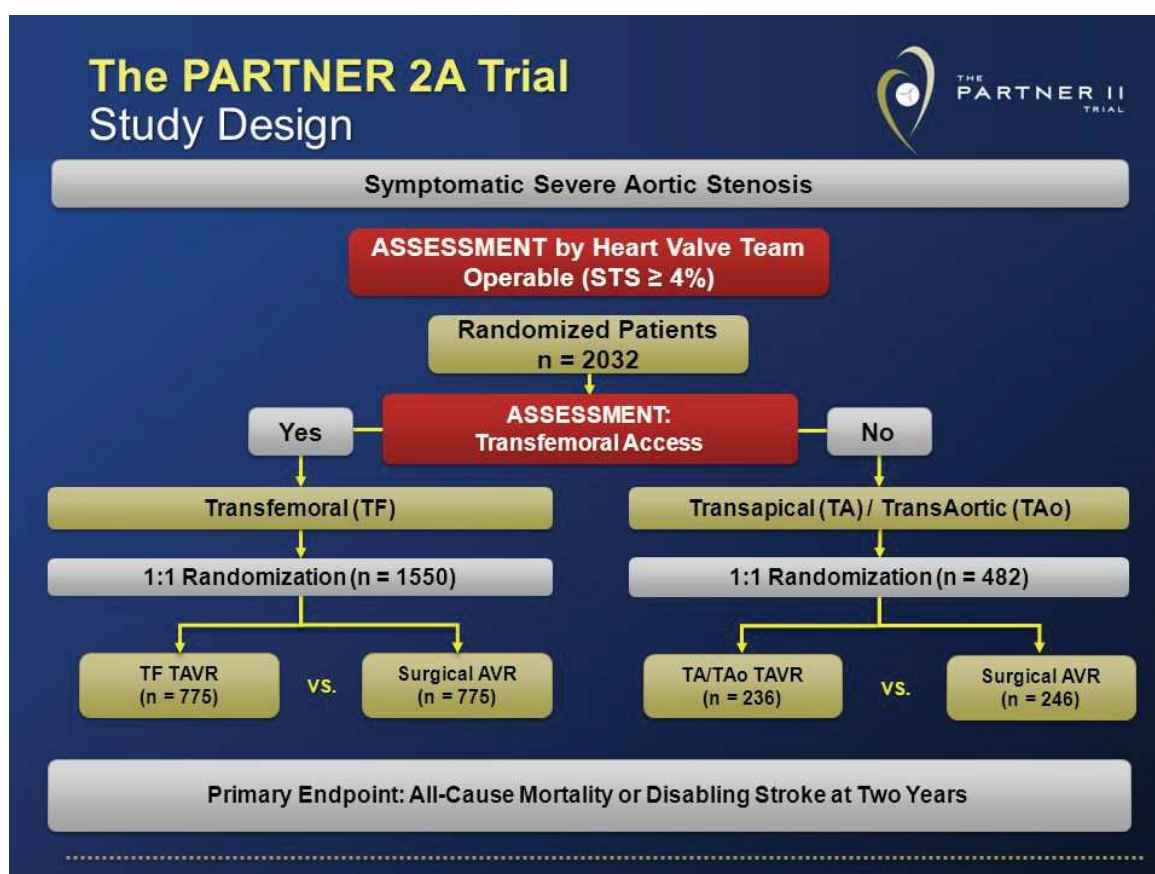 The PARTNER 2A Trial
Study Design
THE
PARTNER II
TRIAL
Symptomatic Severe Aortic Stenosis
ASSESSMENT by Heart Valve Team
Operable (STS ≥ 4%)
Randomized Patients
n = 2032
ASSESSMENT:
Transfemoral Access
Yes
No
Transfemoral (TF)
Transapical (TA) / TransAortic (TAo)
1:1 Randomization (n = 1550)
1:1 Randomization (n = 482)
TF TAVR
(n = 775)
VS.
Surgical AVR
(n = 775)
TA/TAo TAVR
(n = 236)
VS.
Surgical AVR
(n = 246)
Primary Endpoint: All-Cause Mortality or Disabling Stroke at Two Years